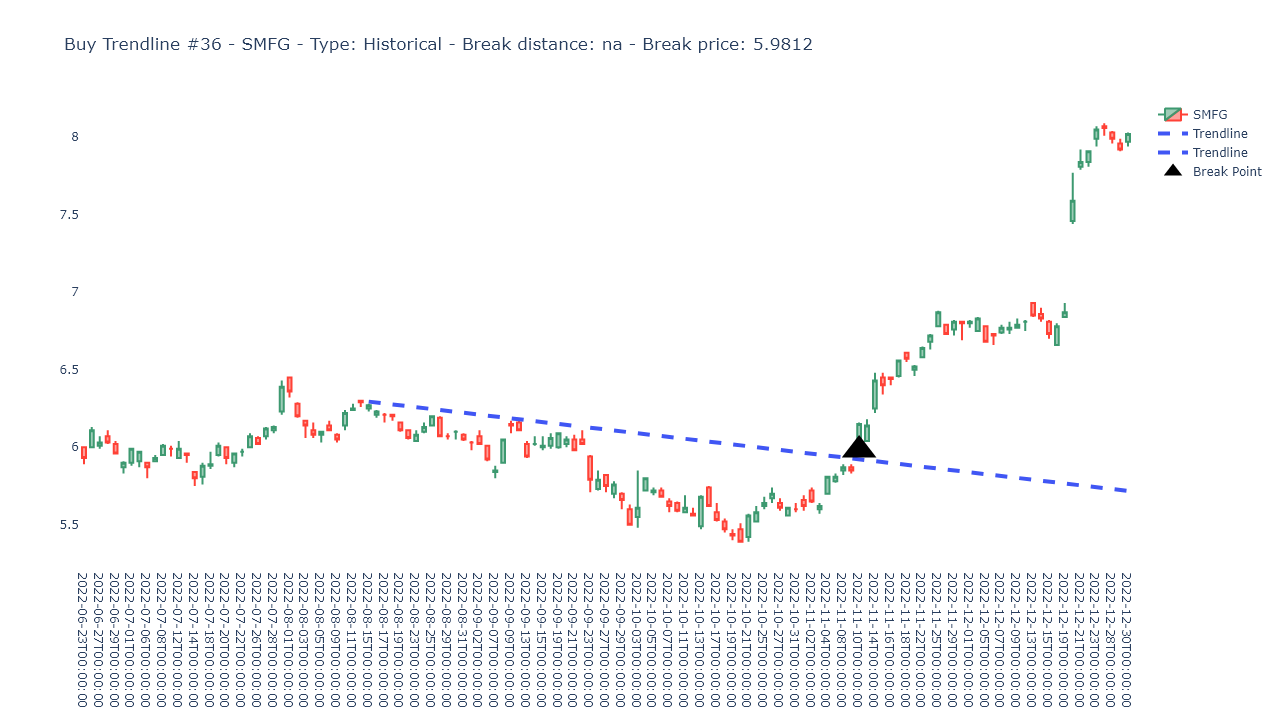 Buy Trendline #36 - SMFG - Type: Historical - Break distance: na - Break price: 5.9812
SMFG
Trendline
Trendline
Break Point
8
7.5
7
6.5
6
5.5
2022-06-23T00:00:00
2022-06-27T00:00:00
2022-06-29T00:00:00
2022-07-01T00:00:00
2022-07-06T00:00:00
2022-07-08T00:00:00
2022-07-12T00:00:00
2022-07-14T00:00:00
2022-07-18T00:00:00
2022-07-20T00:00:00
2022-07-22T00:00:00
2022-07-26T00:00:00
2022-07-28T00:00:00
2022-08-01T00:00:00
2022-08-03T00:00:00
2022-08-05T00:00:00
2022-08-09T00:00:00
2022-08-11T00:00:00
2022-08-15T00:00:00
2022-08-17T00:00:00
2022-08-19T00:00:00
2022-08-23T00:00:00
2022-08-25T00:00:00
2022-08-29T00:00:00
2022-08-31T00:00:00
2022-09-02T00:00:00
2022-09-07T00:00:00
2022-09-09T00:00:00
2022-09-13T00:00:00
2022-09-15T00:00:00
2022-09-19T00:00:00
2022-09-21T00:00:00
2022-09-23T00:00:00
2022-09-27T00:00:00
2022-09-29T00:00:00
2022-10-03T00:00:00
2022-10-05T00:00:00
2022-10-07T00:00:00
2022-10-11T00:00:00
2022-10-13T00:00:00
2022-10-17T00:00:00
2022-10-19T00:00:00
2022-10-21T00:00:00
2022-10-25T00:00:00
2022-10-27T00:00:00
2022-10-31T00:00:00
2022-11-02T00:00:00
2022-11-04T00:00:00
2022-11-08T00:00:00
2022-11-10T00:00:00
2022-11-14T00:00:00
2022-11-16T00:00:00
2022-11-18T00:00:00
2022-11-22T00:00:00
2022-11-25T00:00:00
2022-11-29T00:00:00
2022-12-01T00:00:00
2022-12-05T00:00:00
2022-12-07T00:00:00
2022-12-09T00:00:00
2022-12-13T00:00:00
2022-12-15T00:00:00
2022-12-19T00:00:00
2022-12-21T00:00:00
2022-12-23T00:00:00
2022-12-28T00:00:00
2022-12-30T00:00:00